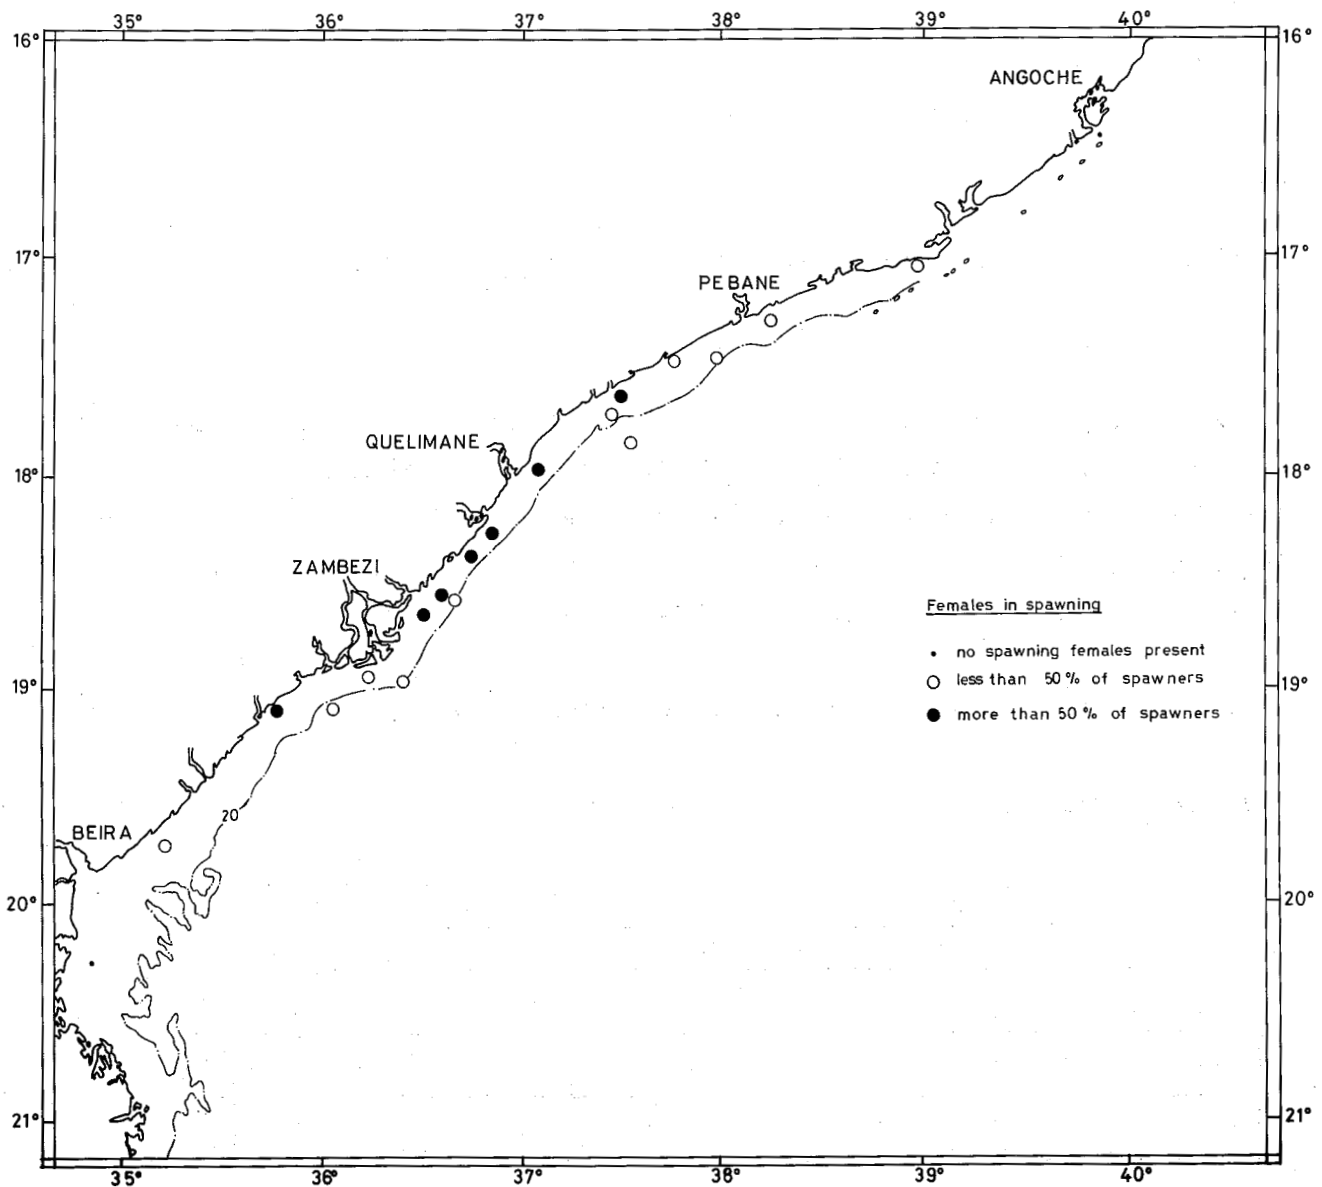 35° 36° 37° 38° 39° 40°
16° 16°
ANGOCHE
17° 17°
PEBANE
QUELIMANE
18° 18°
ZAMBEZI
Females in spawning
no spawning females present
less than 50% of spawners
19° 19°
more than 50% of spawners
20
BEIRA
20° 20°
21° 21°
35° 36° 37° 38° 39° 40°